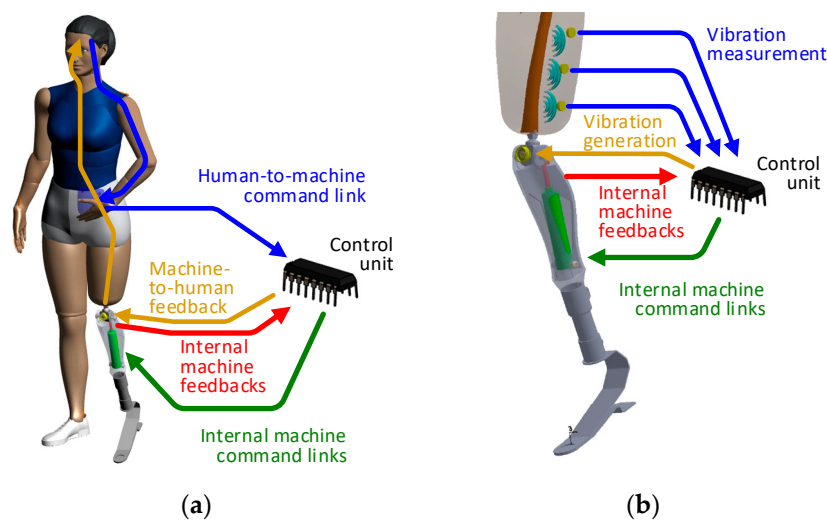 Human-to-machine
command link
Control
unit
Machine-
to-human
feedback
Internal
machine
feedbacks
Internal machine
command links
(a)
Vibration
measurement
Vibration
generation
Control
unit
Internal
machine
feedbacks
Internal machine
command links
3
(b)